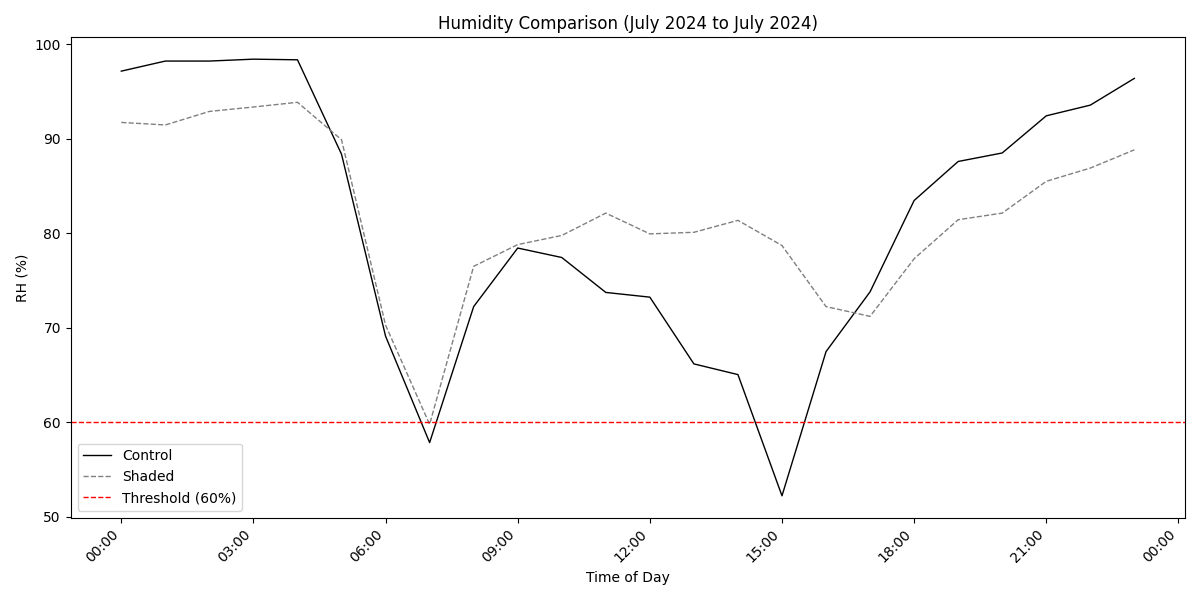 Humidity Comparison (July 2024 to July 2024)
100
90
80
70
60
50
RH (%)
Control
Shaded
Threshold (60%)
00:00
03:00
06:00
09:00
12:00
15:00
18:00
21:00
00:00
Time of Day